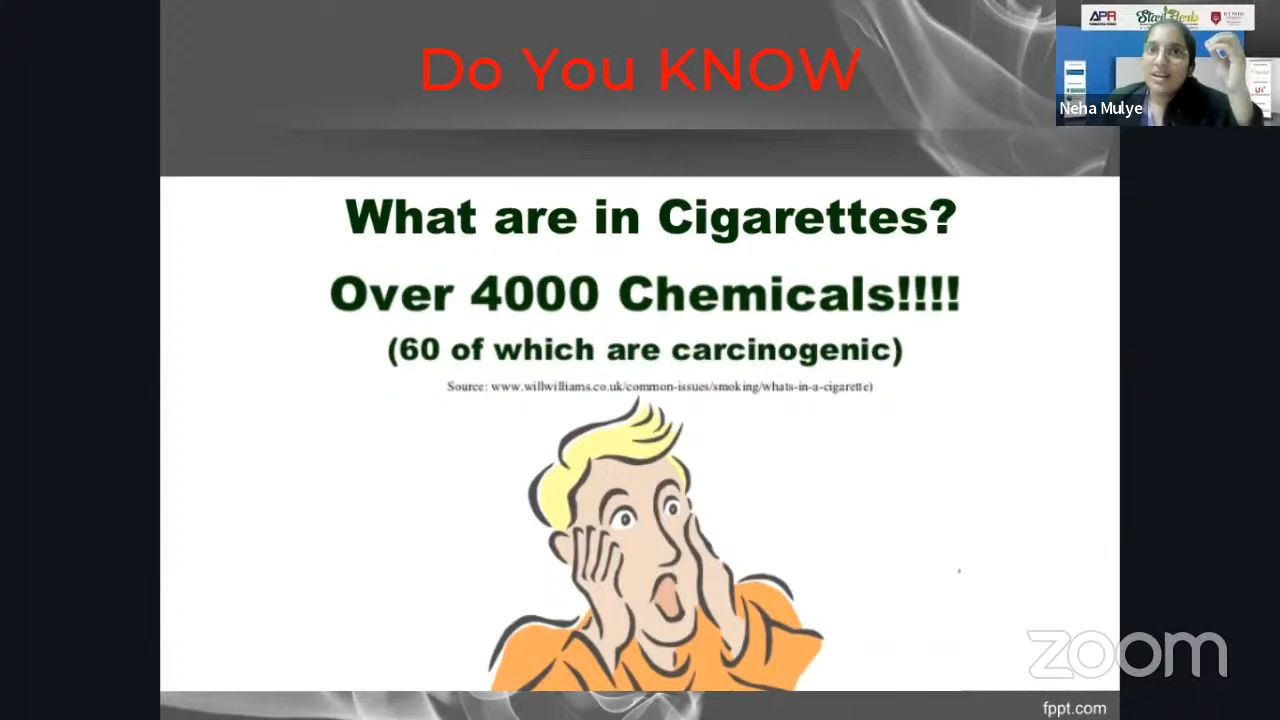 Do You KNOW
What are in Cigarettes?
Over 4000 Chemicals!!!!
(60 of which are carcinogenic)
Source: www.willwilliams.co.uk/common-issues/smoking/whats-in-a-cigarette)
APR
Neha Mulye
zoom
fppt.com